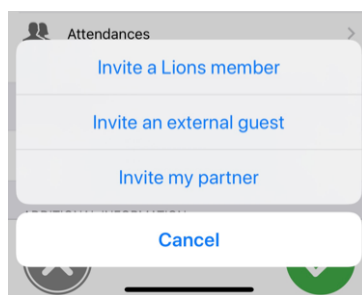 Attendances
Invite a Lions member
Invite an external guest
Invite my partner
Cancel